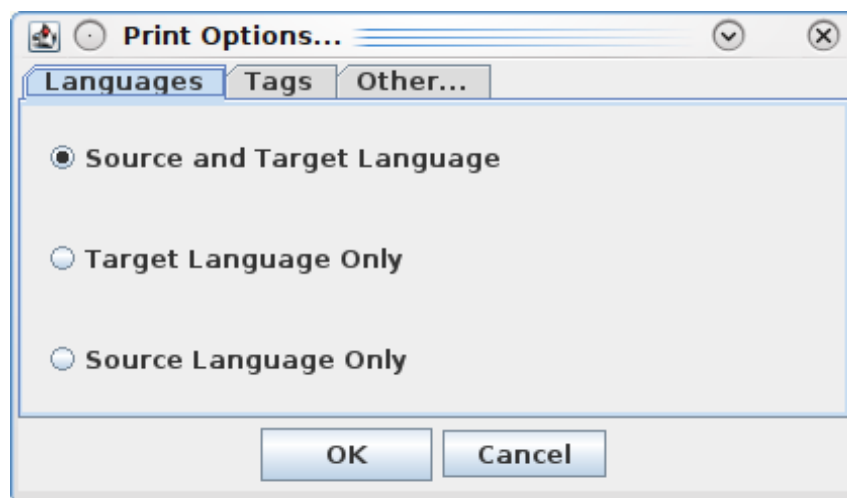 Print Options...
Languages Tags Other...
Source and Target Language
Target Language Only
Source Language Only
OK Cancel